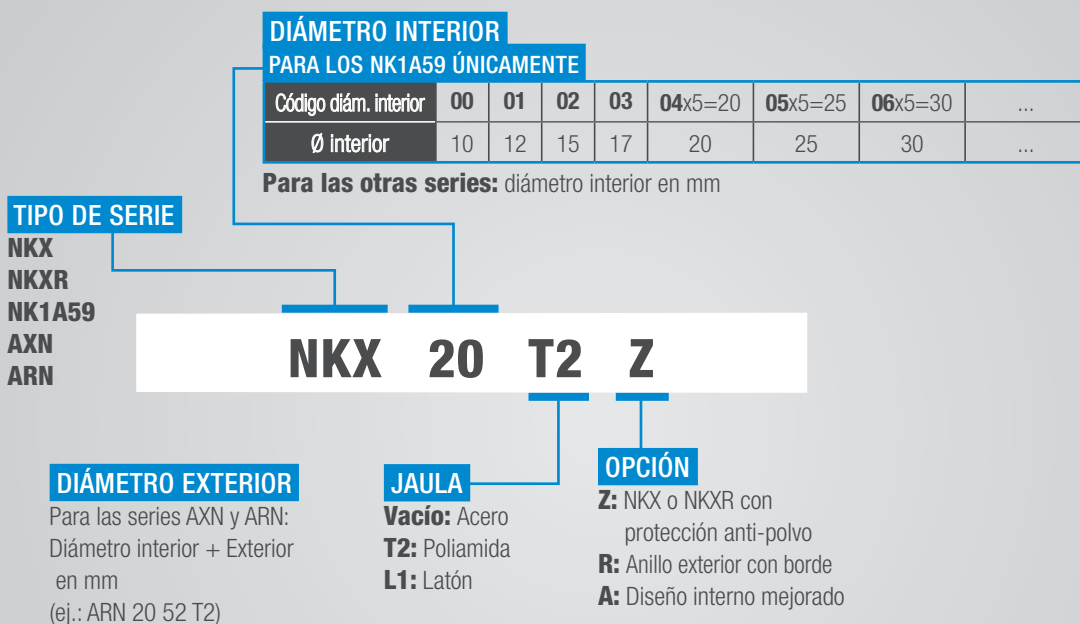 DIÁMETRO INTERIOR
PARA LOS NK1A59 ÚNICAMENTE
Código diám. interior 00 01 02 03 04x5=20 05x5=25 06x5=30 ...
Ø interior 10 12 15 17 20 25 30 ...
Para las otras series: diámetro interior en mm
TIPO DE SERIE
NKX
NKXR
NK1A59
AXN
ARN
NKX 20 T2 Z
DIÁMETRO EXTERIOR
Para las series AXN y ARN:
Diámetro interior + Exterior
en mm
(ej.: ARN 20 52 T2)
JAULA
Vacío: Acero
T2: Poliamida
L1: Latón
OPCIÓN
Z: NKX o NKXR con
protección anti-polvo
R: Anillo exterior con borde
A: Diseño interno mejorado